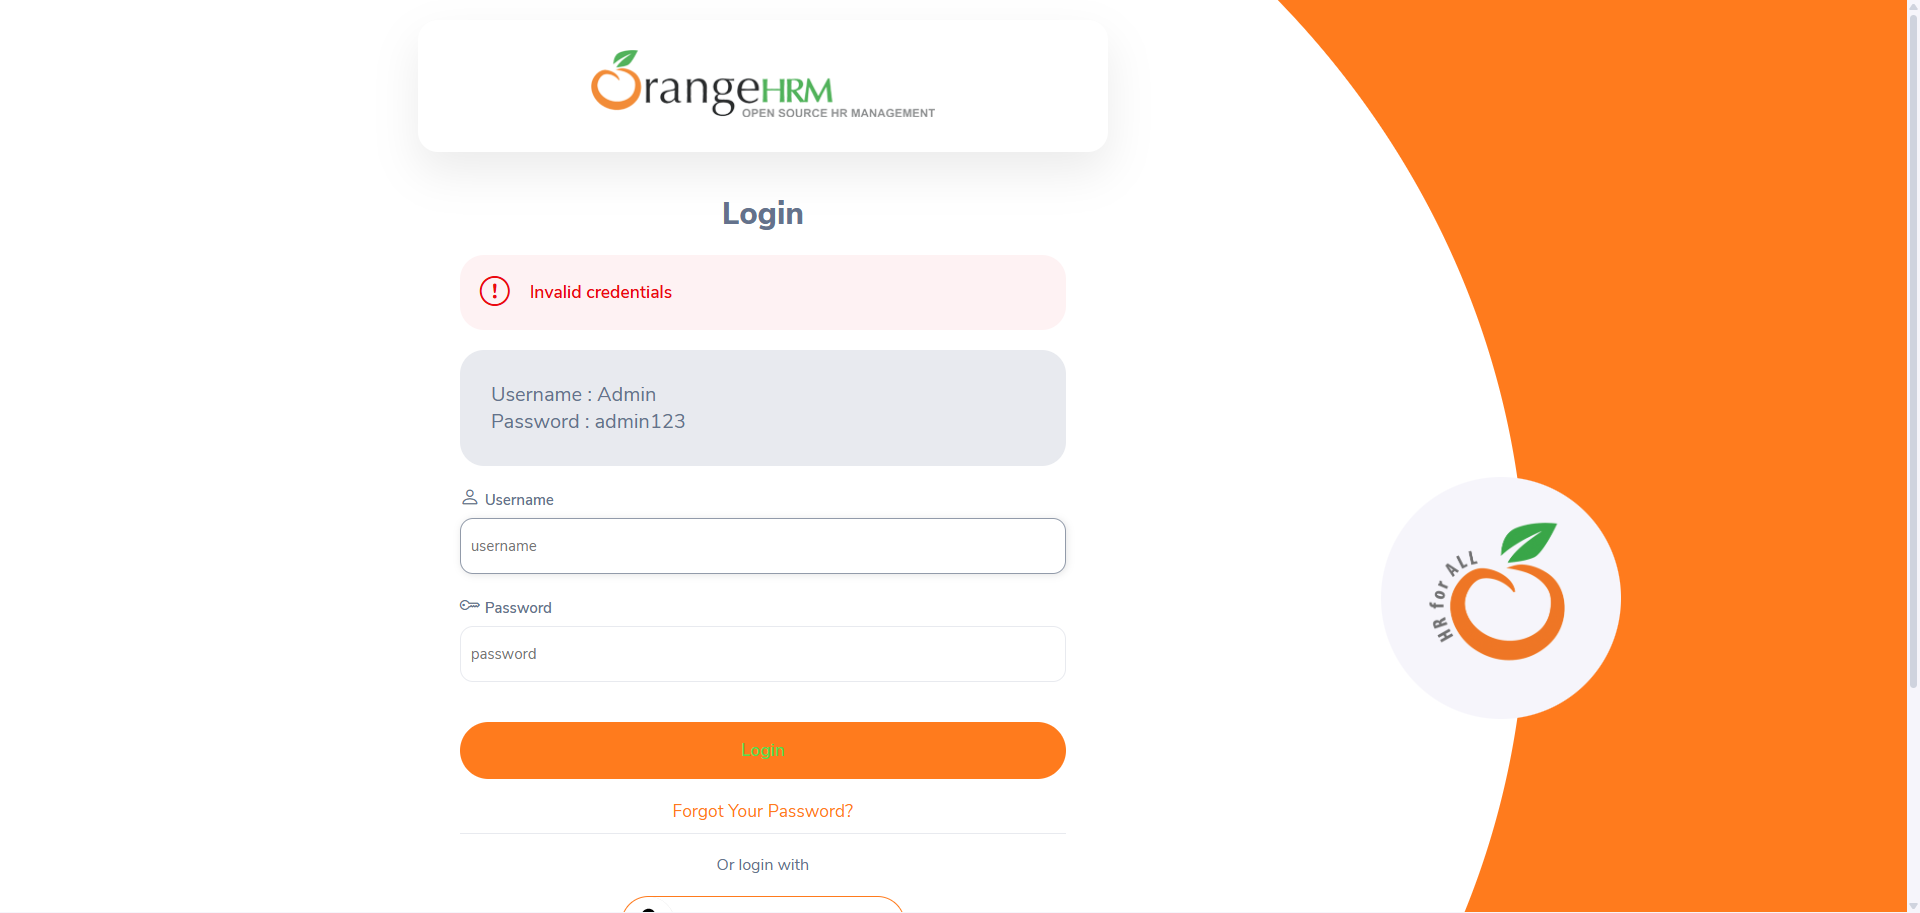 OrangeHRM
OPEN SOURCE HR MANAGEMENT
Login
Invalid credentials
Username : Admin
Password : admin123
Username
username
Password
password
Login
Forgot Your Password?
Or login with
HR for ALL